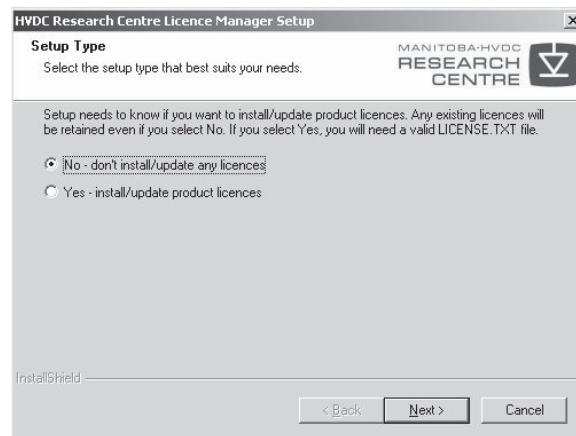 HVDC Research Centre Licence Manager Setup
Setup Type
Select the setup type that best suits your needs.
MANITOBA-HVDC
RESEARCH
CENTRE
Setup needs to know if you want to install/update product licences. Any existing licences will
be retained even if you select No. If you select Yes, you will need a valid LICENSE.TXT file.
No - don't install/update any licences
Yes - install/update product licences
InstallShield
< Back
Next >
Cancel